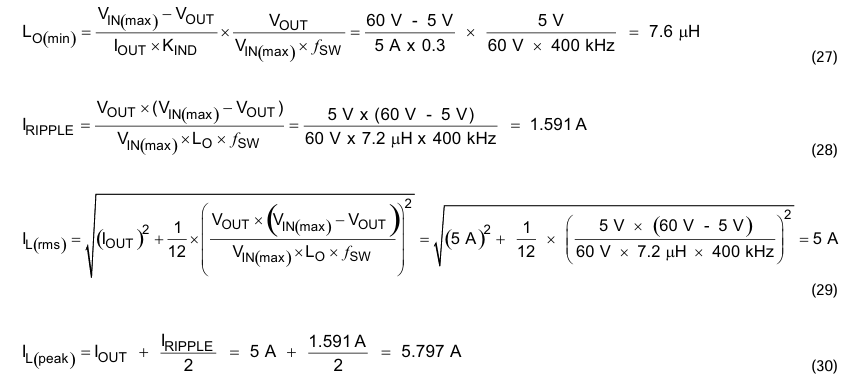 L_O(min) = (V_IN(max) − V_OUT) / (I_OUT × K_IND) × V_OUT / (V_IN(max) × f_SW) = (60 V - 5 V) / (5 A x 0.3) × 5 V / (60 V × 400 kHz) = 7.6 μH
(27)
I_RIPPLE = (V_OUT × (V_IN(max) − V_OUT)) / (V_IN(max) × L_O × f_SW) = (5 V x (60 V - 5 V)) / (60 V x 7.2 μH x 400 kHz) = 1.591 A
(28)
I_L(rms) = √((I_OUT)² + 1/12 × ((V_OUT × (V_IN(max) − V_OUT)) / (V_IN(max) × L_O × f_SW))²) = √((5 A)² + 1/12 × ((5 V × (60 V - 5 V)) / (60 V × 7.2 μH × 400 kHz))²) = 5 A
(29)
I_L(peak) = I_OUT + I_RIPPLE / 2 = 5 A + 1.591 A / 2 = 5.797 A
(30)